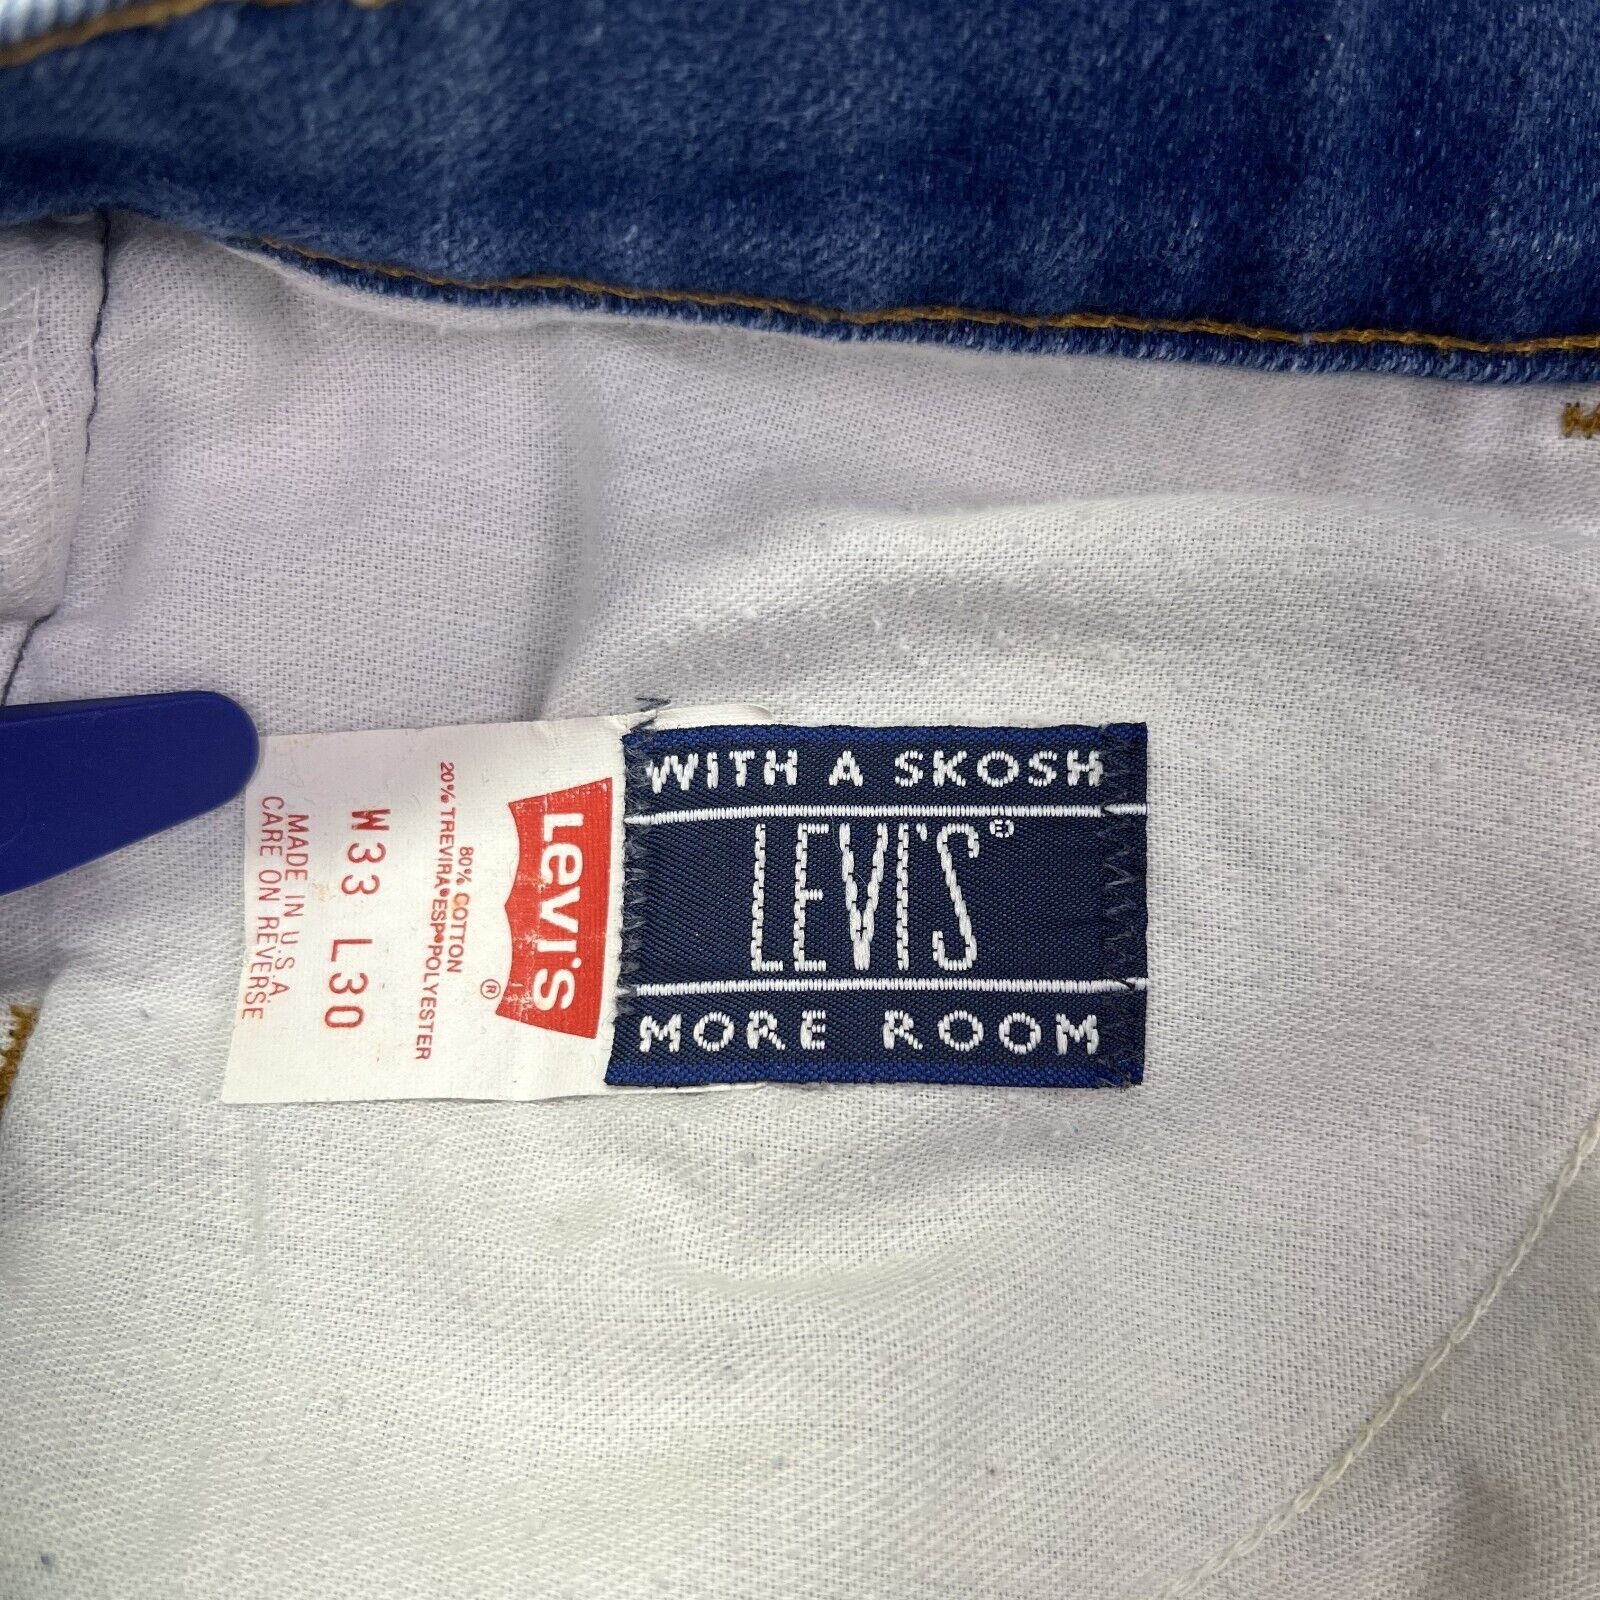 WITH A SKOSH
LEVI'S®
MORE ROOM
Levi's
®
80% COTTON
20% TREVIRA® ESP® POLYESTER
W33 L30
MADE IN U.S.A.
CARE ON REVERSE